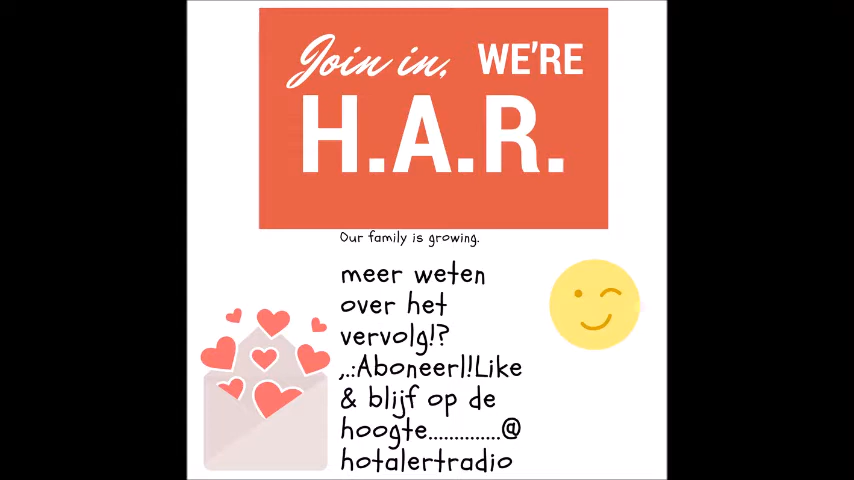 Join in, WE'RE
H.A.R.
Our family is growing.
meer weten
over het
vervolg!?
,.:Aboneer!!Like
& blijf op de
hoogte..............@
hotalertradio